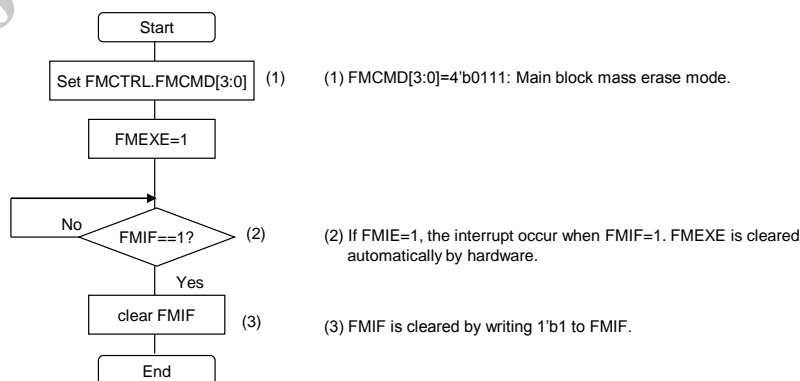 Start
Set FMCTRL.FMCMD[3:0] (1) (1) FMCMD[3:0]=4'b0111: Main block mass erase mode.
FMEXE=1
No
FMIF==1? (2) (2) If FMIE=1, the interrupt occur when FMIF=1. FMEXE is cleared
automatically by hardware.
Yes
clear FMIF (3) (3) FMIF is cleared by writing 1'b1 to FMIF.
End